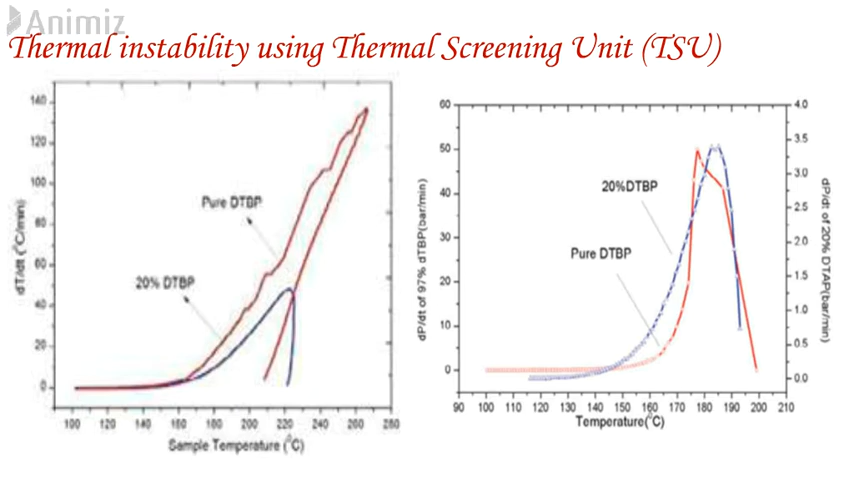 Animiz
Thermal instability using Thermal Screening Unit (TSU)
140
120
100
80
60
40
20
0
dT/dt (°C/min)
Pure DTBP
20% DTBP
100 120 140 160 180 200 220 240 260 280
Sample Temperature (°C)
60
50
40
30
20
10
0
dP/dt of 97% dTBP(bar/min)
20%DTBP
Pure DTBP
4.0
3.5
3.0
2.5
2.0
1.5
1.0
0.5
0.0
dP/dt of 20% DTAP(bar/min)
90 100 110 120 130 140 150 160 170 180 190 200 210
Temperature(°C)